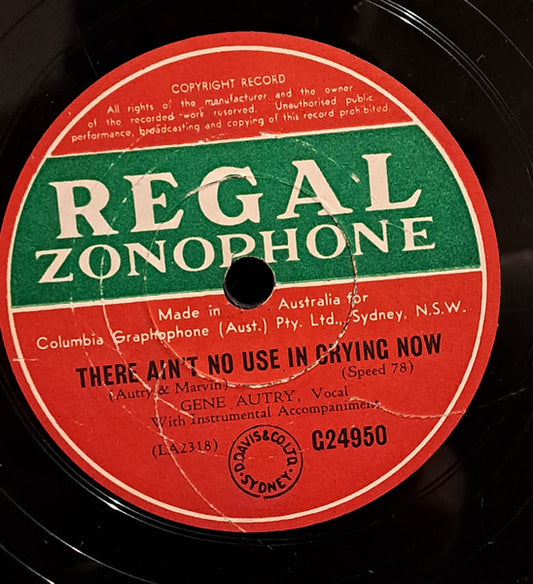 COPYRIGHT RECORD
All rights of the manufacturer and the owner
of the recorded work reserved. Unauthorised public
performance, broadcasting and copying of this record prohibited.
REGAL
ZONOPHONE
Made in Australia for
Columbia Graphophone (Aust.) Pty. Ltd., Sydney, N.S.W.
THERE AIN'T NO USE IN CRYING NOW
(Autry & Marvin) (Speed 78)
GENE AUTRY, Vocal
With Instrumental Accompaniment
(LA2318) D.DAVIS&CO.LTD. SYDNEY. G24950